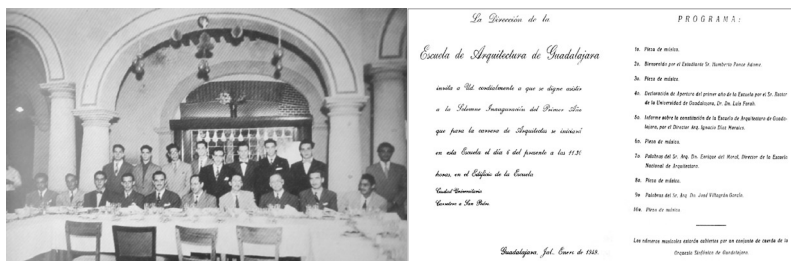 La Dirección de la
Escuela de Arquitectura de Guadalajara
invita a Ud. cordialmente a que se digne asistir
a la Solemne Inauguración del Primer Año
que para la carrera de Arquitectos se iniciará
en esta Escuela el día 6 del presente a las 11:30
horas, en el Edificio de la Escuela
Ciudad Universitaria
Carretera a San Pedro.
Guadalajara, Jal., Enero de 1949.
PROGRAMA:
1o. Pieza de música.
2o. Bienvenida por el Estudiante Sr. Humberto Ponce Adame.
3o. Pieza de música.
4o. Declaración de Apertura del primer año de la Escuela por el Sr. Rector
de la Universidad de Guadalajara, Dr. Dn. Luis Farah.
5o. Informe sobre la constitución de la Escuela de Arquitectura de Guada-
lajara, por el Director Arq. Ignacio Díaz Morales.
6o. Pieza de música.
7o. Palabras del Sr. Arq. Dn. Enrique del Moral, Director de la Escuela
Nacional de Arquitectura.
8o. Pieza de música.
9o. Palabras del Sr. Arq. Dn. José Villagrán García.
10o. Pieza de música.
Los números musicales estarán cubiertos por un conjunto de cuerda de la
Orquesta Sinfónica de Guadalajara.